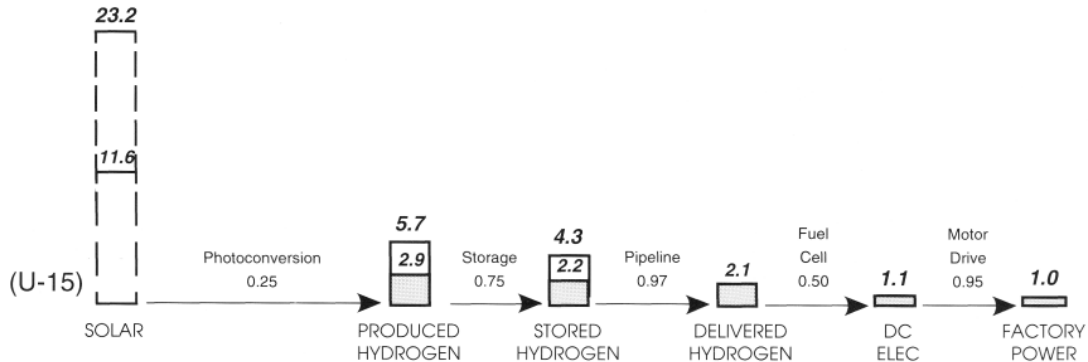 23.2
11.6
5.7
2.9
4.3
2.2
2.1
1.1
1.0
Photoconversion
0.25
Storage
0.75
Pipeline
0.97
Fuel
Cell
0.50
Motor
Drive
0.95
(U-15)
SOLAR
PRODUCED
HYDROGEN
STORED
HYDROGEN
DELIVERED
HYDROGEN
DC
ELEC
FACTORY
POWER